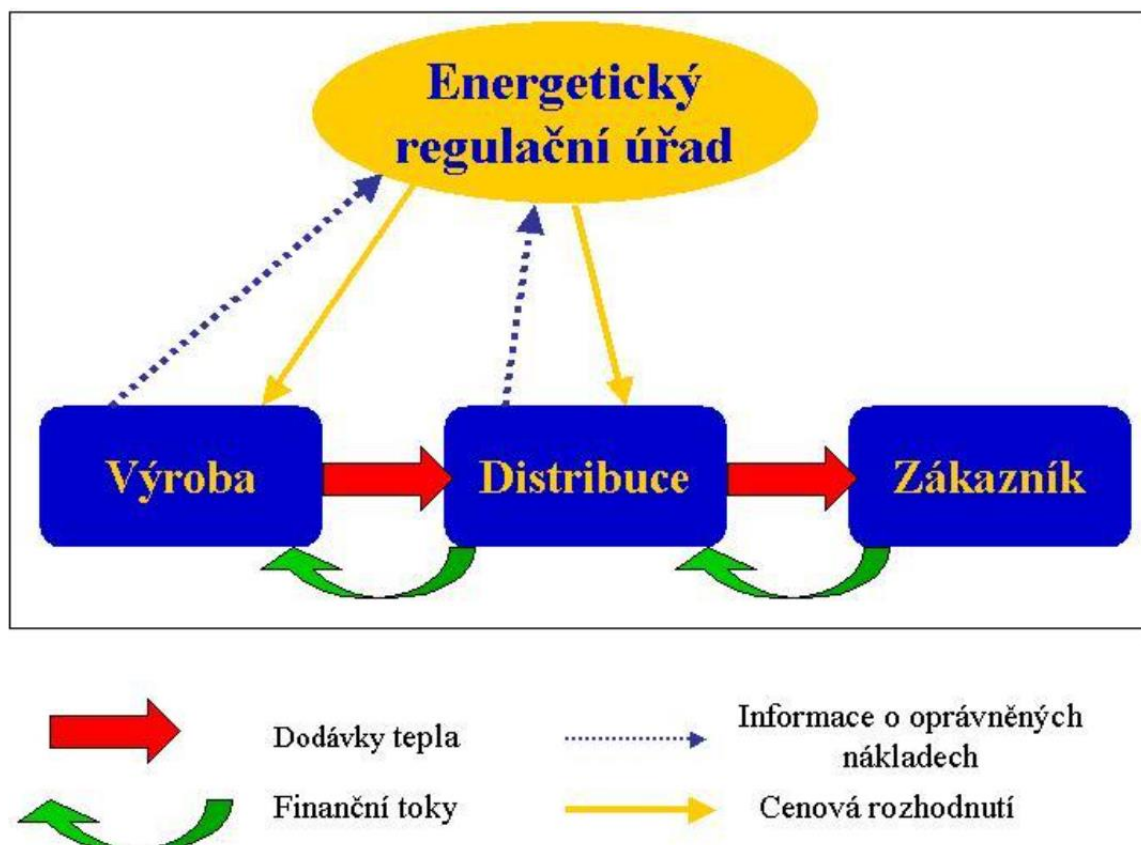 Energetický
regulační úřad
Výroba
Distribuce
Zákazník
Dodávky tepla
Informace o oprávněných
nákladech
Finanční toky
Cenová rozhodnutí